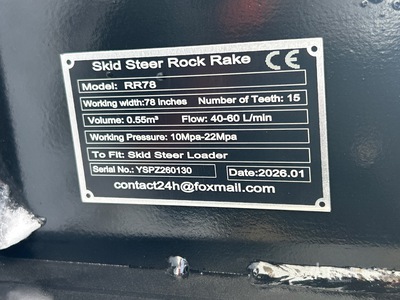 Skid Steer Rock Rake CE
Model: RR78
Working width:78 Inches Number of Teeth: 15
Volume: 0.55m³ Flow: 40-60 L/min
Working Pressure: 10Mpa-22Mpa
To Fit: Skid Steer Loader
Serial No.: YSPZ260130 Date:2026.01
contact24h@foxmail.com